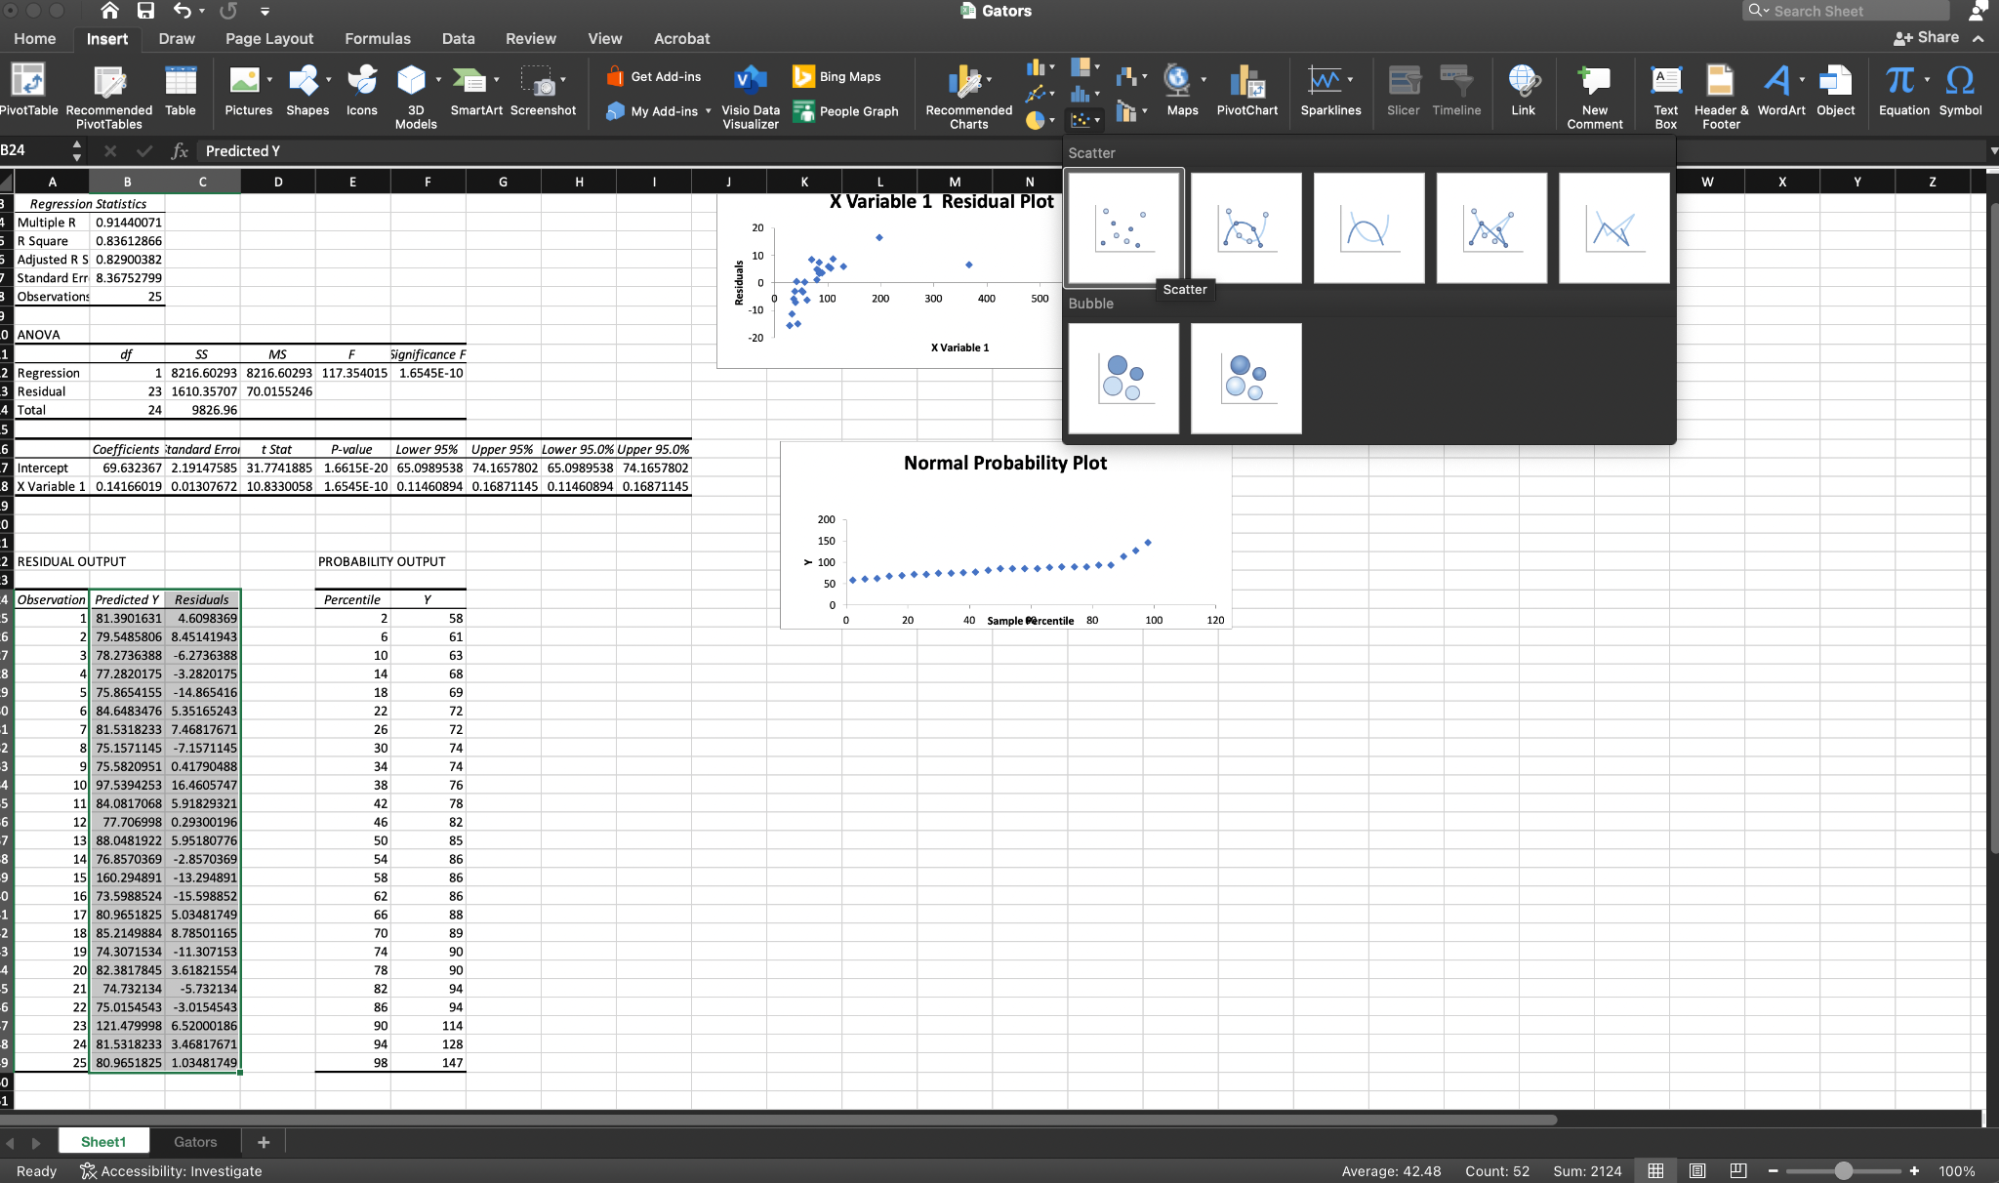 Gators
Search Sheet
Home Insert Draw Page Layout Formulas Data Review View Acrobat
Share
PivotTable Recommended PivotTables Table Pictures Shapes Icons 3D Models SmartArt Screenshot
Get Add-ins
My Add-ins
Visio Data Visualizer
Bing Maps
People Graph
Recommended Charts Maps PivotChart Sparklines Slicer Timeline Link New Comment Text Box Header & Footer WordArt Object Equation Symbol
B24 fx Predicted Y
Scatter
Scatter
Bubble
A B C D E F G H I J K L M N W X Y Z
Regression Statistics
Multiple R 0.91440071
R Square 0.83612866
Adjusted R S 0.82900382
Standard Err 8.36752799
Observations 25
ANOVA
df SS MS F Significance F
Regression 1 8216.60293 8216.60293 117.354015 1.6545E-10
Residual 23 1610.35707 70.0155246
Total 24 9826.96
Coefficients Standard Error t Stat P-value Lower 95% Upper 95% Lower 95.0% Upper 95.0%
Intercept 69.632367 2.19147585 31.7741885 1.6615E-20 65.0989538 74.1657802 65.0989538 74.1657802
X Variable 1 0.14166019 0.01307672 10.8330058 1.6545E-10 0.11460894 0.16871145 0.11460894 0.16871145
RESIDUAL OUTPUT PROBABILITY OUTPUT
Observation Predicted Y Residuals Percentile Y
1 81.3901631 4.6098369 2 58
2 79.5485806 8.45141943 6 61
3 78.2736388 -6.2736388 10 63
4 77.2820175 -3.2820175 14 68
5 75.8654155 -14.865416 18 69
6 84.6483476 5.35165243 22 72
7 81.5318233 7.46817671 26 72
8 75.1571145 -7.1571145 30 74
9 75.5820951 0.41790488 34 74
10 97.5394253 16.4605747 38 76
11 84.0817068 5.91829321 42 78
12 77.706998 0.29300196 46 82
13 88.0481922 5.95180776 50 85
14 76.8570369 -2.8570369 54 86
15 160.294891 -13.294891 58 86
16 73.5988524 -15.598852 62 86
17 80.9651825 5.03481749 66 88
18 85.2149884 8.78501165 70 89
19 74.3071534 -11.307153 74 90
20 82.3817845 3.61821554 78 90
21 74.732134 -5.732134 82 94
22 75.0154543 -3.0154543 86 94
23 121.479998 6.52000186 90 114
24 81.5318233 3.46817671 94 128
25 80.9651825 1.03481749 98 147
X Variable 1 Residual Plot
Residuals
20
10
0
-10
-20
0 100 200 300 400 500
X Variable 1
Normal Probability Plot
Y
200
150
100
50
0
0 20 40 60 80 100 120
Sample Percentile
Sheet1 Gators +
Ready Accessibility: Investigate Average: 42.48 Count: 52 Sum: 2124 100%